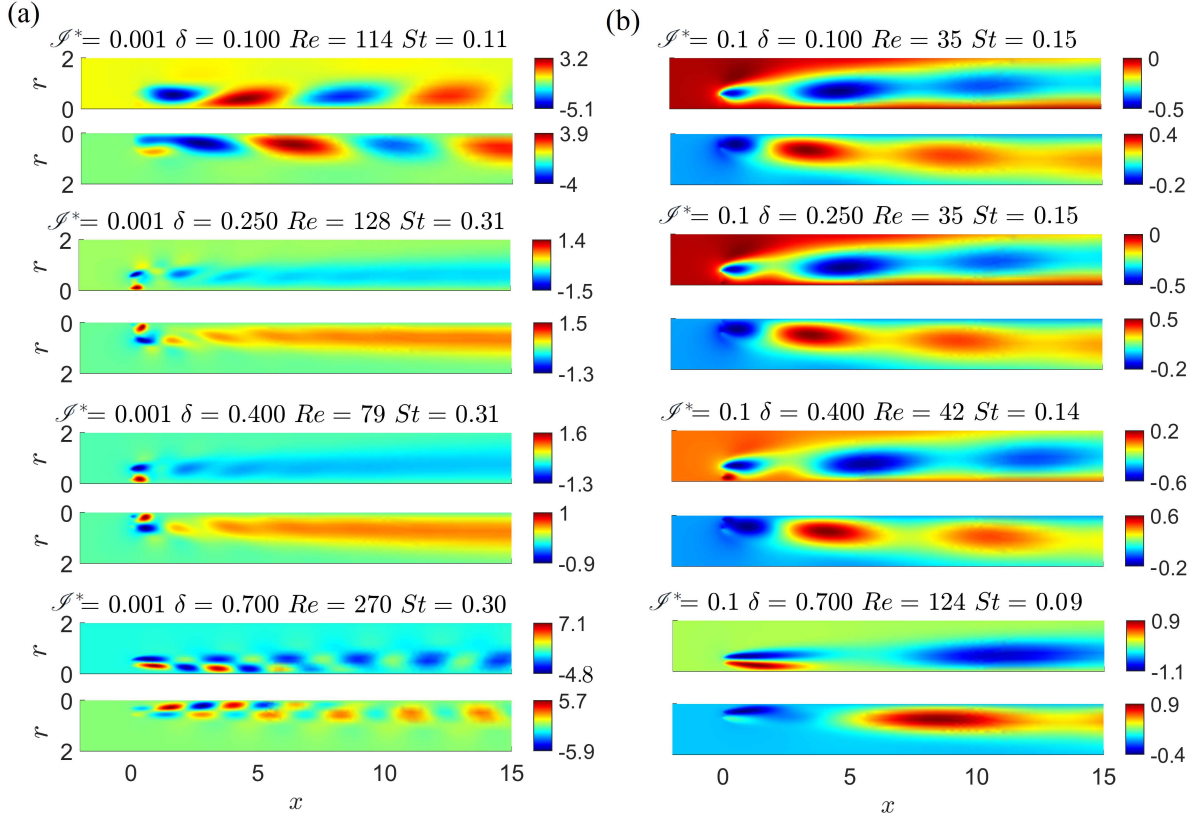 (a)
ℐ* = 0.001 δ = 0.100 Re = 114 St = 0.11
2
r
0
3.2
-5.1
0
r
2
3.9
-4
ℐ* = 0.001 δ = 0.250 Re = 128 St = 0.31
2
r
0
1.4
-1.5
0
r
2
1.5
-1.3
ℐ* = 0.001 δ = 0.400 Re = 79 St = 0.31
2
r
0
1.6
-1.3
0
r
2
1
-0.9
ℐ* = 0.001 δ = 0.700 Re = 270 St = 0.30
2
r
0
7.1
-4.8
0
r
2
5.7
-5.9
0 5 10 15
x
(b)
ℐ* = 0.1 δ = 0.100 Re = 35 St = 0.15
0
-0.5
0.4
-0.2
ℐ* = 0.1 δ = 0.250 Re = 35 St = 0.15
0
-0.5
0.5
-0.2
ℐ* = 0.1 δ = 0.400 Re = 42 St = 0.14
0.2
-0.6
0.6
-0.2
ℐ* = 0.1 δ = 0.700 Re = 124 St = 0.09
0.9
-1.1
0.9
-0.4
0 5 10 15
x